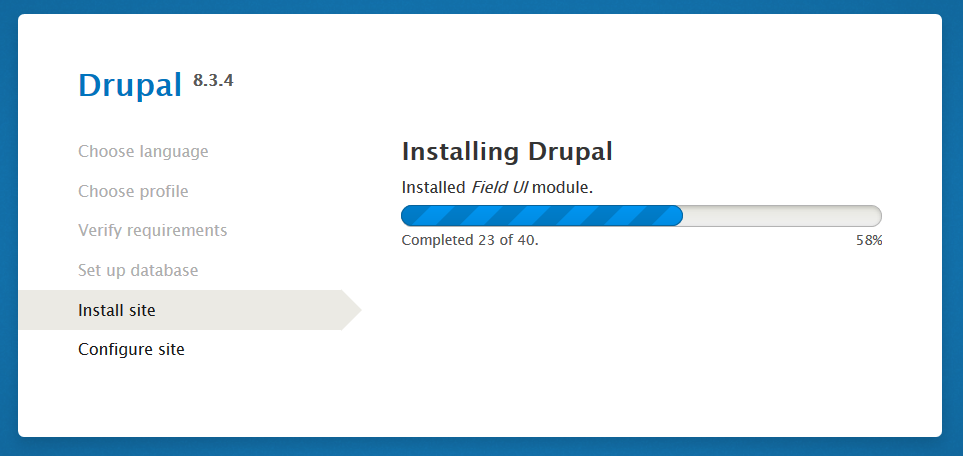 Drupal 8.3.4
Choose language
Choose profile
Verify requirements
Set up database
Install site
Configure site
Installing Drupal
Installed Field UI module.
Completed 23 of 40. 58%